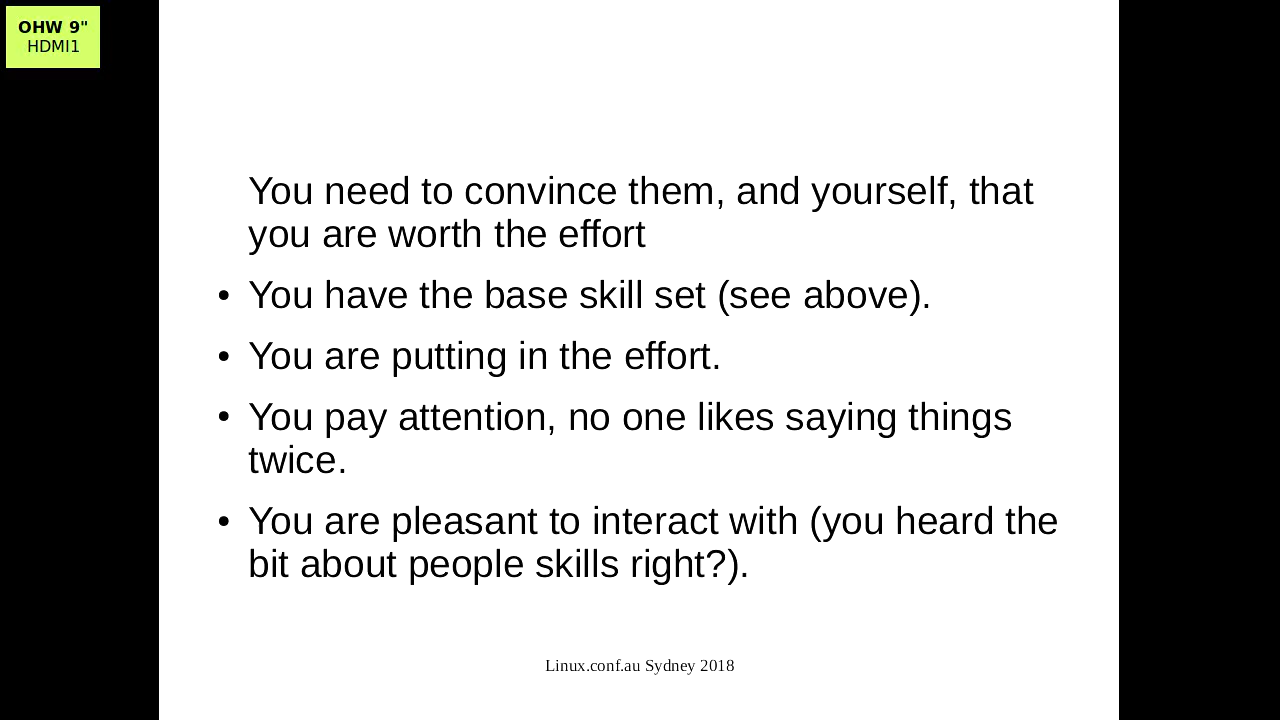 OHW 9"
HDMI1
You need to convince them, and yourself, that
you are worth the effort
• You have the base skill set (see above).
• You are putting in the effort.
• You pay attention, no one likes saying things
twice.
• You are pleasant to interact with (you heard the
bit about people skills right?).
Linux.conf.au Sydney 2018